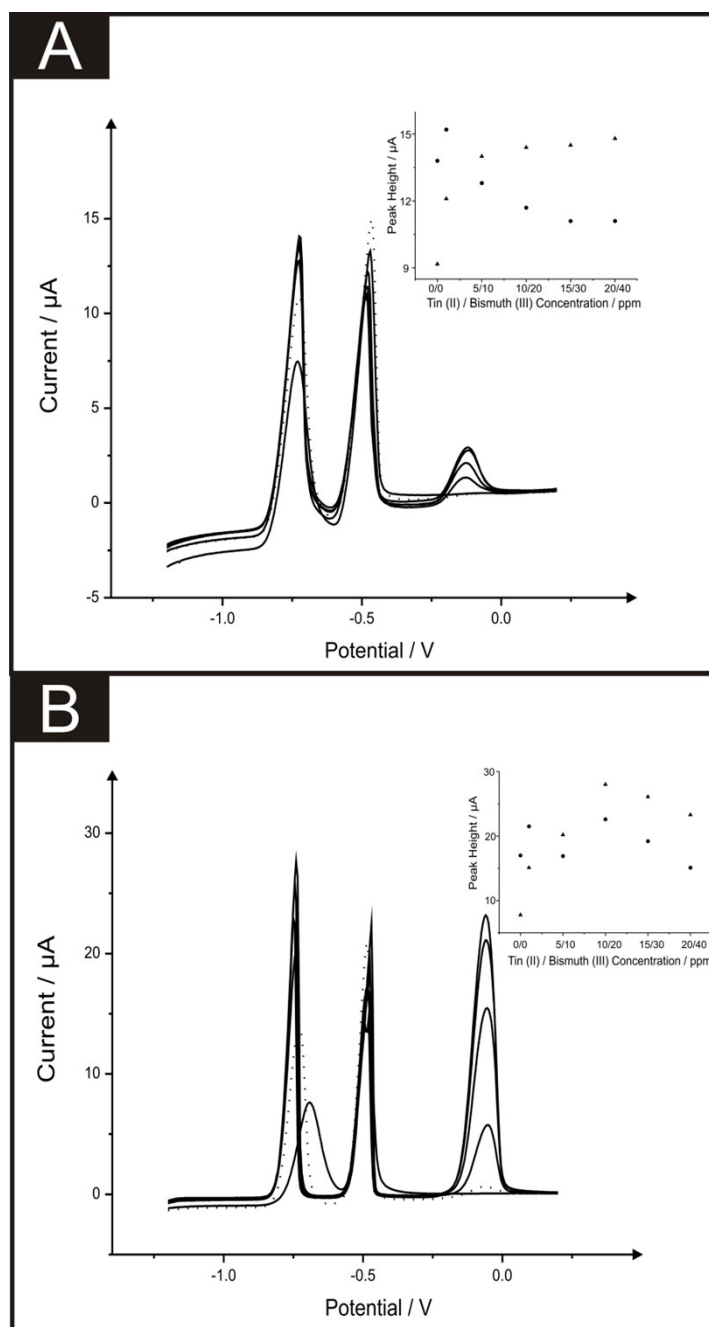 A
15
12
9
Peak Height / µA
0/0 5/10 10/20 15/30 20/40
Tin (II) / Bismuth (III) Concentration / ppm
15
10
5
0
-5
Current / µA
-1.0 -0.5 0.0
Potential / V
B
30
20
10
Peak Height / µA
0/0 5/10 10/20 15/30 20/40
Tin (II) / Bismuth (III) Concentration / ppm
30
20
10
0
Current / µA
-1.0 -0.5 0.0
Potential / V